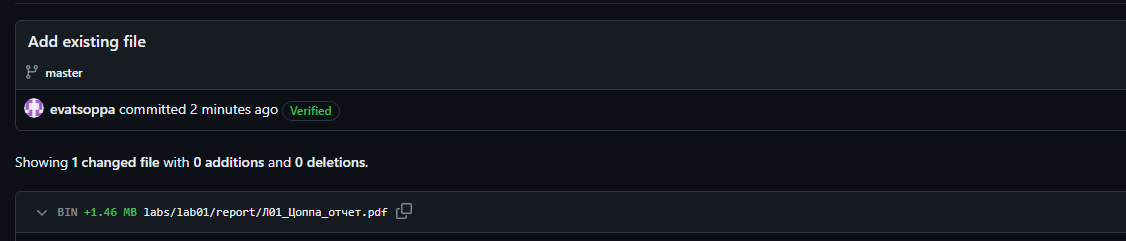 Add existing file
master
evatsoppa committed 2 minutes ago Verified
Showing 1 changed file with 0 additions and 0 deletions.
BIN +1.46 MB labs/lab01/report/Л01_Цоппа_отчет.pdf